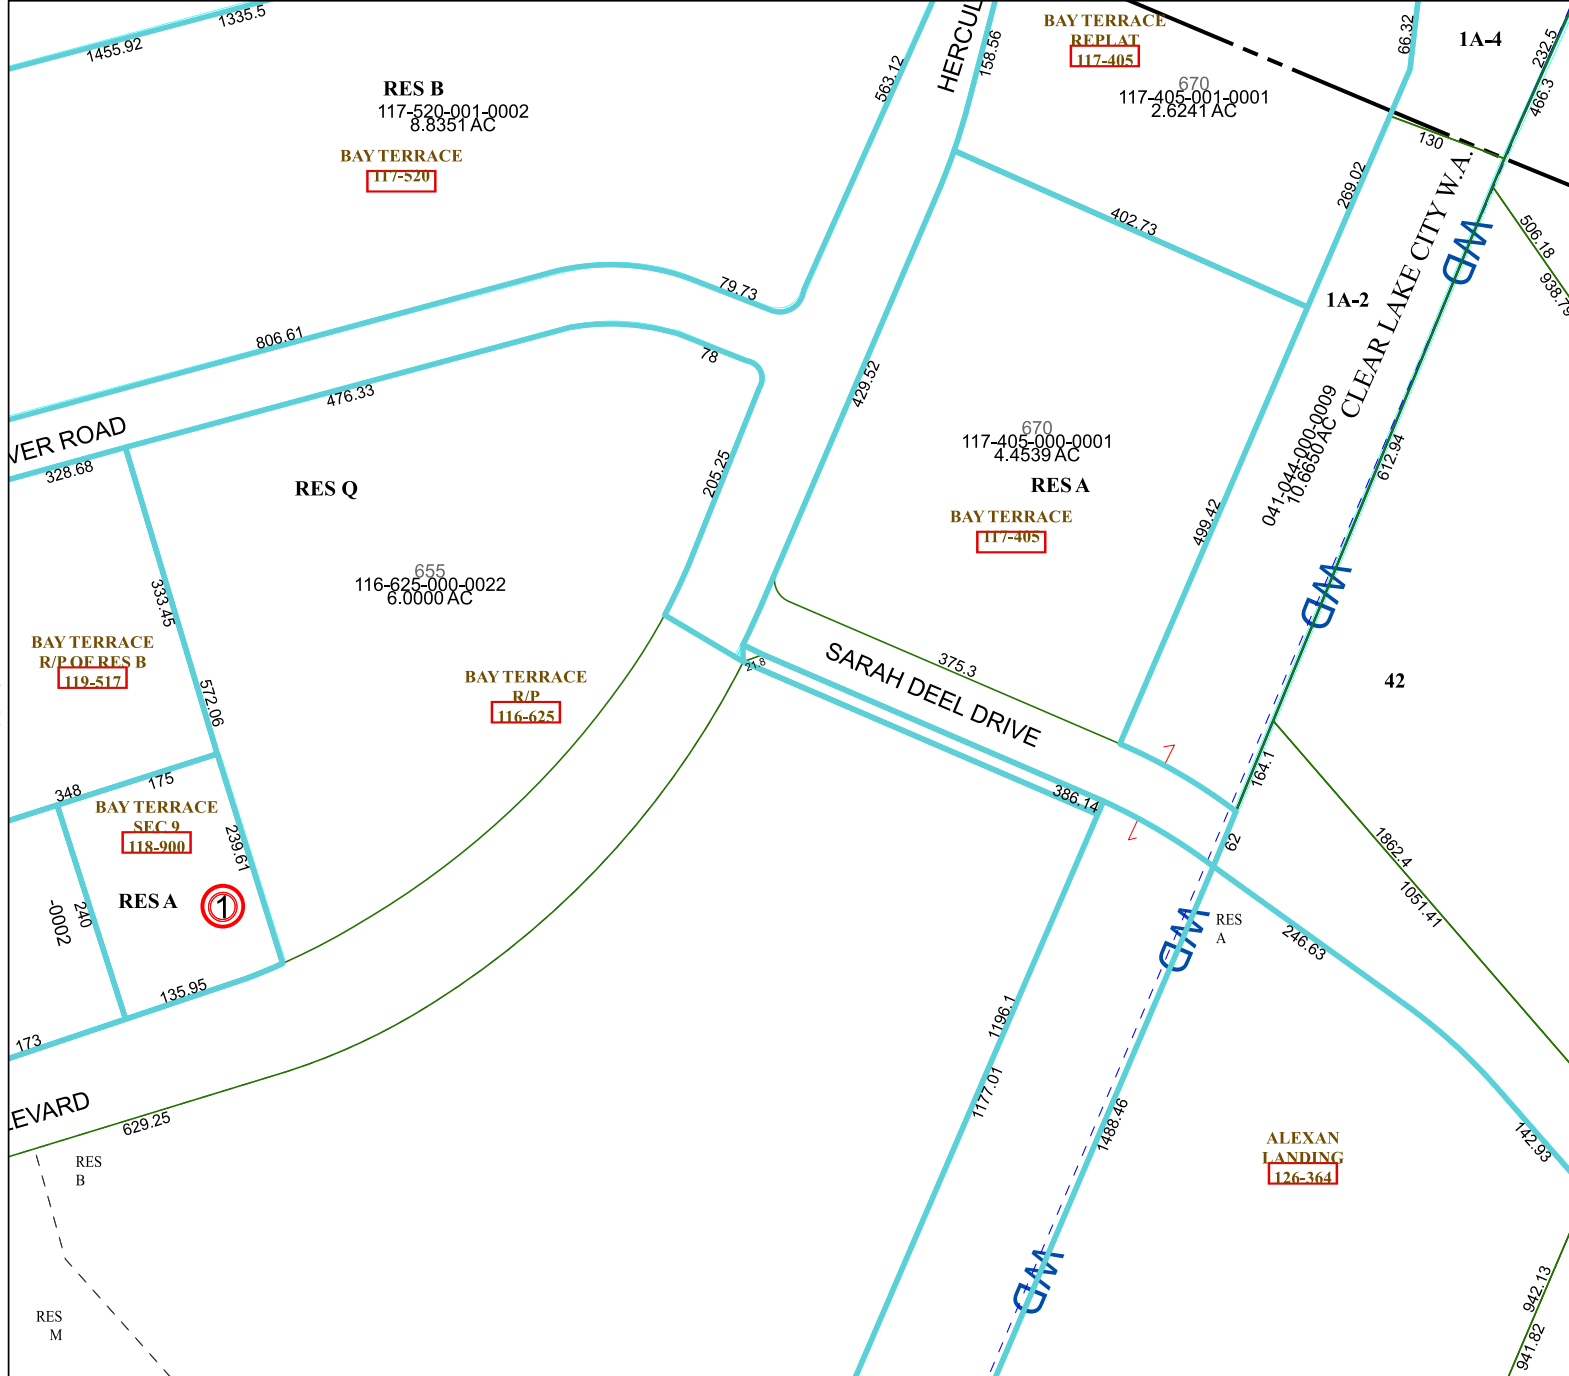 1335.5
1455.92
RES B
117-520-001-0002
8.8351 AC
BAY TERRACE
117-520
563.12
HERCUL
158.56
BAY TERRACE
REPLAT
117-405
670
117-405-001-0001
2.6241 AC
66.32
1A-4
232.5
466.3
130
269.02
402.73
CLEAR LAKE CITY W.A.
WD
506.18
938.79
1A-2
79.73
806.61
78
476.33
429.52
VER ROAD
328.68
RES Q
205.25
670
117-405-000-0001
4.4539 AC
RES A
BAY TERRACE
117-405
041-044-000-0009
10.6650 AC
612.94
499.42
WD
655
116-625-000-0022
6.0000 AC
333.45
BAY TERRACE
R/P OF RES B
119-517
572.06
BAY TERRACE
R/P
116-625
21.8
375.3
SARAH DEEL DRIVE
42
164.1
348
175
BAY TERRACE
SEC 9
118-900
239.61
386.14
62
1862.4
1051.41
RES A
1
240
-0002
WD
RES
A
246.63
135.95
173
1196.1
1177.01
1488.46
LEVARD
629.25
RES
B
ALEXAN
LANDING
126-364
142.93
WD
RES
M
942.13
941.82